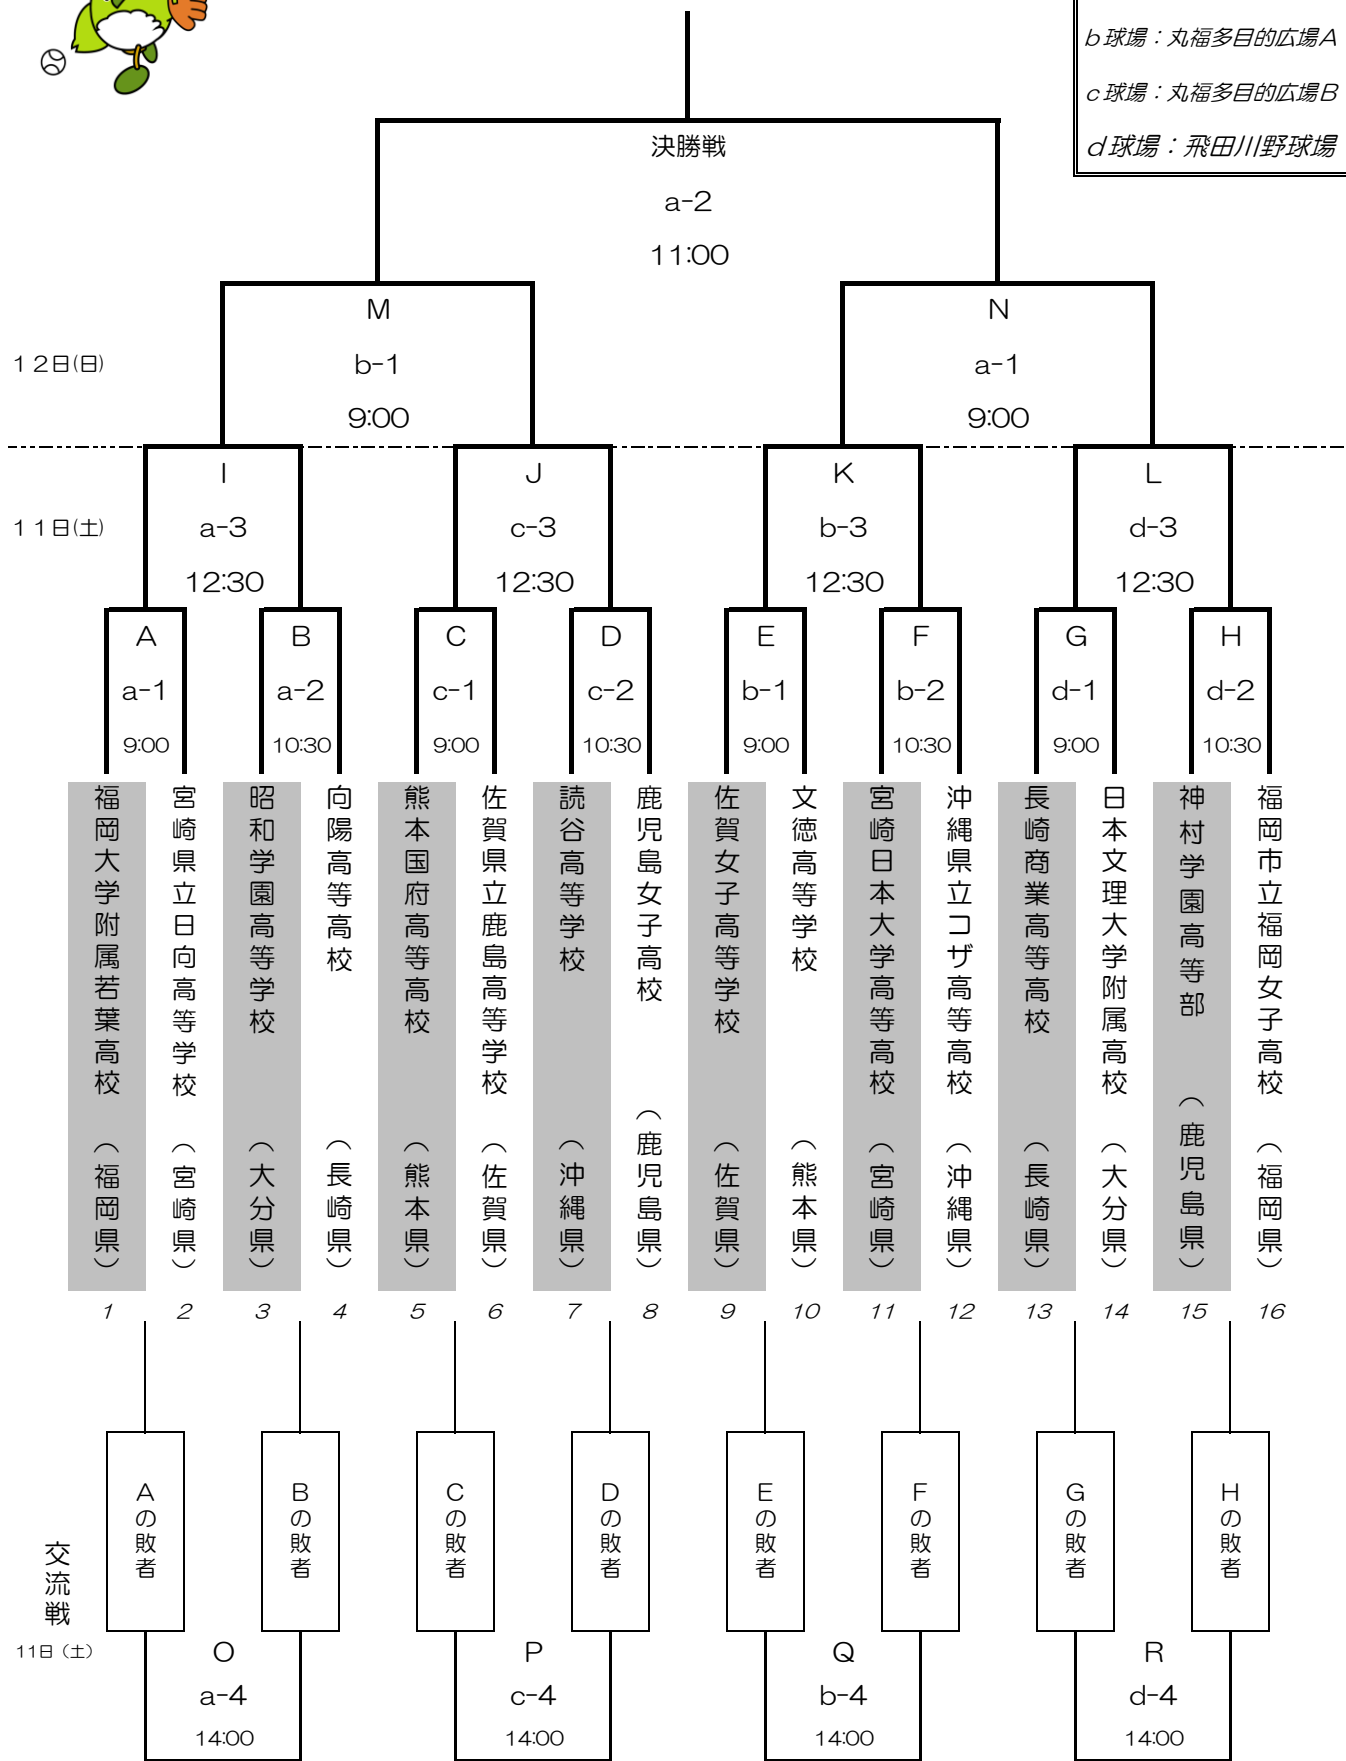 b球場：丸福多目的広場A
c球場：丸福多目的広場B
d球場：飛田川野球場
決勝戦
a-2
11:00
M
N
12日(日)
b-1
a-1
9:00
9:00
I
J
K
L
11日(土)
a-3
c-3
b-3
d-3
12:30
12:30
12:30
12:30
A
B
C
D
E
F
G
H
a-1
a-2
c-1
c-2
b-1
b-2
d-1
d-2
9:00
10:30
9:00
10:30
9:00
10:30
9:00
10:30
福岡大学附属若葉高校（福岡県）
宮崎県立日向高等学校（宮崎県）
昭和学園高等学校（大分県）
向陽高等高校（長崎県）
熊本国府高等高校（熊本県）
佐賀県立鹿島高等学校（佐賀県）
読谷高等学校（沖縄県）
鹿児島女子高校（鹿児島県）
佐賀女子高等学校（佐賀県）
文徳高等学校（熊本県）
宮崎日本大学高等高校（宮崎県）
沖縄県立コザ高等高校（沖縄県）
長崎商業高等高校（長崎県）
日本文理大学附属高校（大分県）
神村学園高等部（鹿児島県）
福岡市立福岡女子高校（福岡県）
1
2
3
4
5
6
7
8
9
10
11
12
13
14
15
16
Aの敗者
Bの敗者
Cの敗者
Dの敗者
Eの敗者
Fの敗者
Gの敗者
Hの敗者
交流戦
11日（土）
O
P
Q
R
a-4
c-4
b-4
d-4
14:00
14:00
14:00
14:00